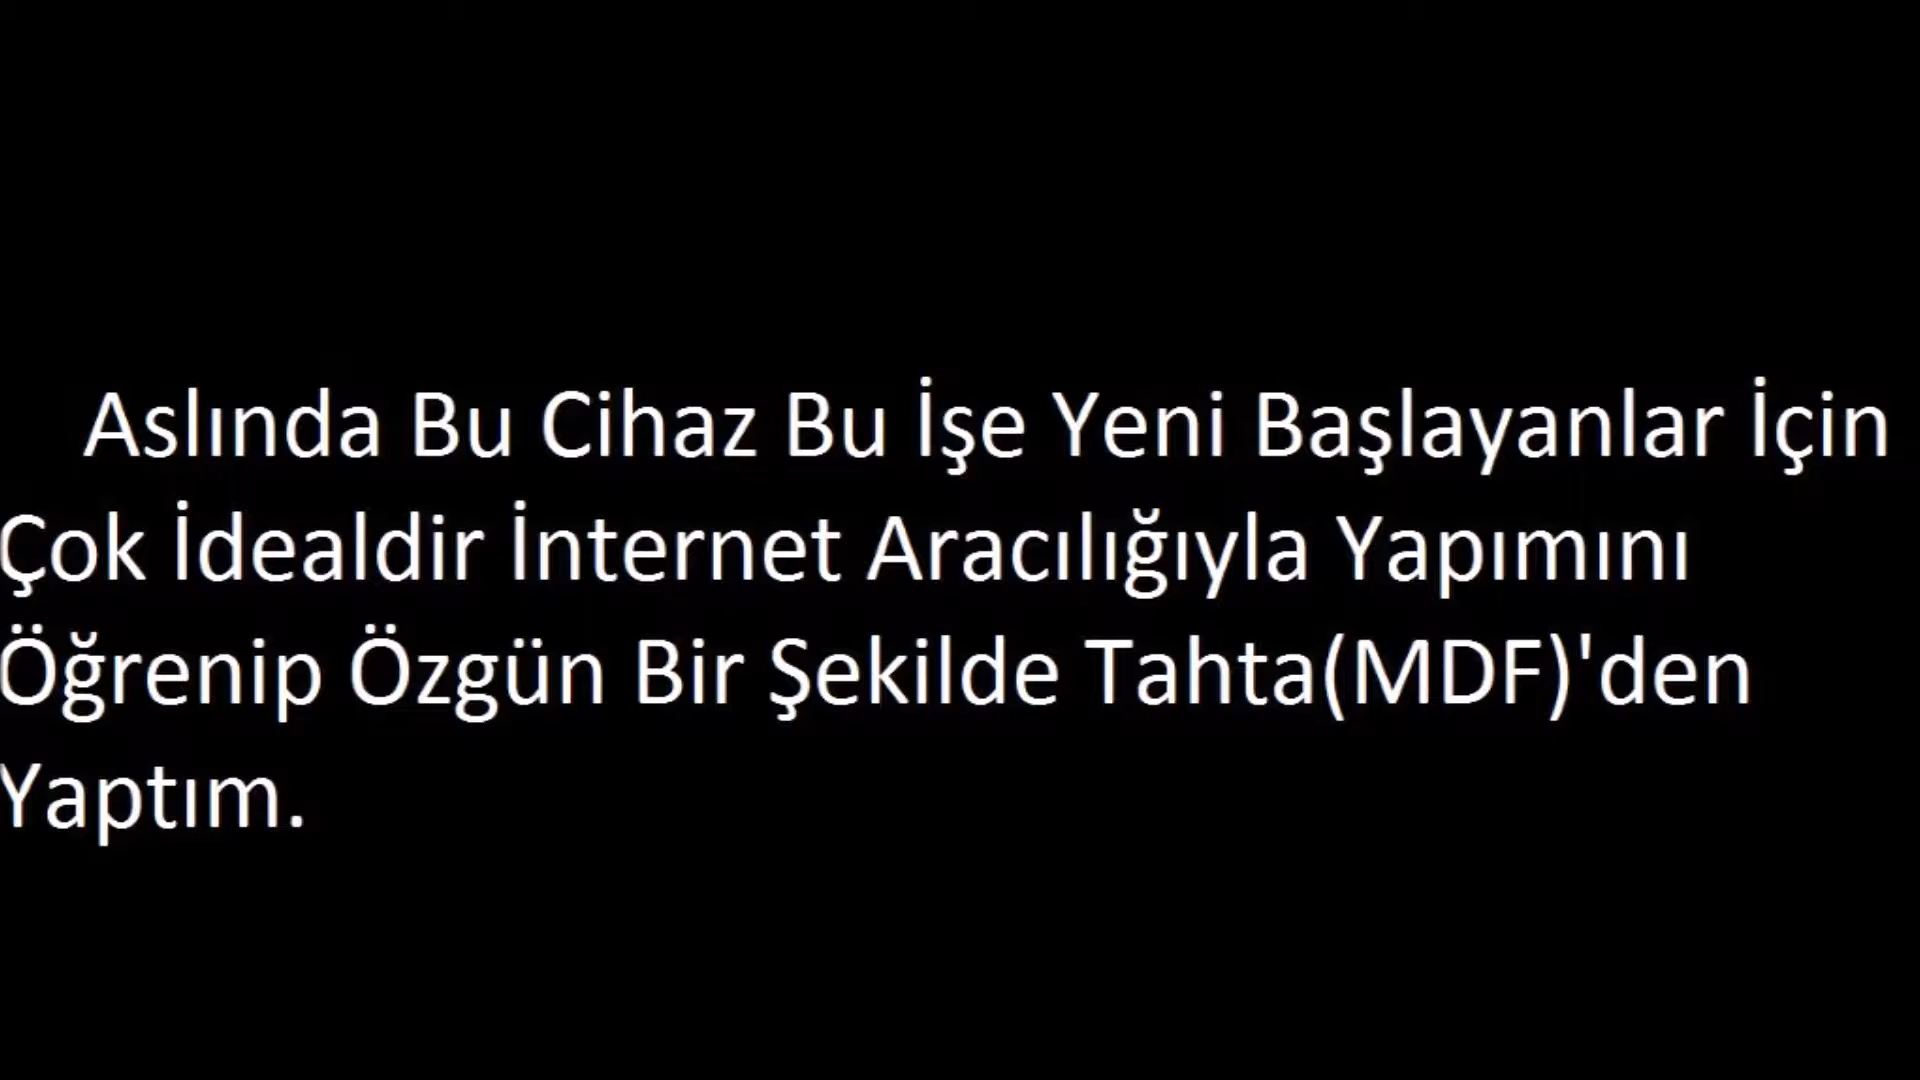 Aslında Bu Cihaz Bu İşe Yeni Başlayanlar İçin
Çok İdealdir İnternet Aracılığıyla Yapımını
Öğrenip Özgün Bir Şekilde Tahta(MDF)'den
Yaptım.